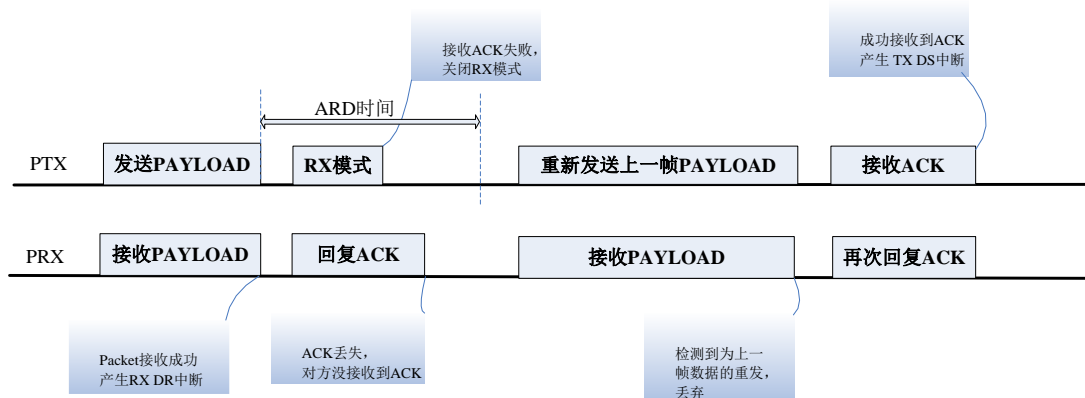 接收ACK失败，
关闭RX模式
成功接收到ACK
产生 TX DS中断
ARD时间
PTX
发送PAYLOAD
RX模式
重新发送上一帧PAYLOAD
接收ACK
PRX
接收PAYLOAD
回复ACK
接收PAYLOAD
再次回复ACK
Packet接收成功
产生RX DR中断
ACK丢失，
对方没接收到ACK
检测到为上一
帧数据的重发，
丢弃